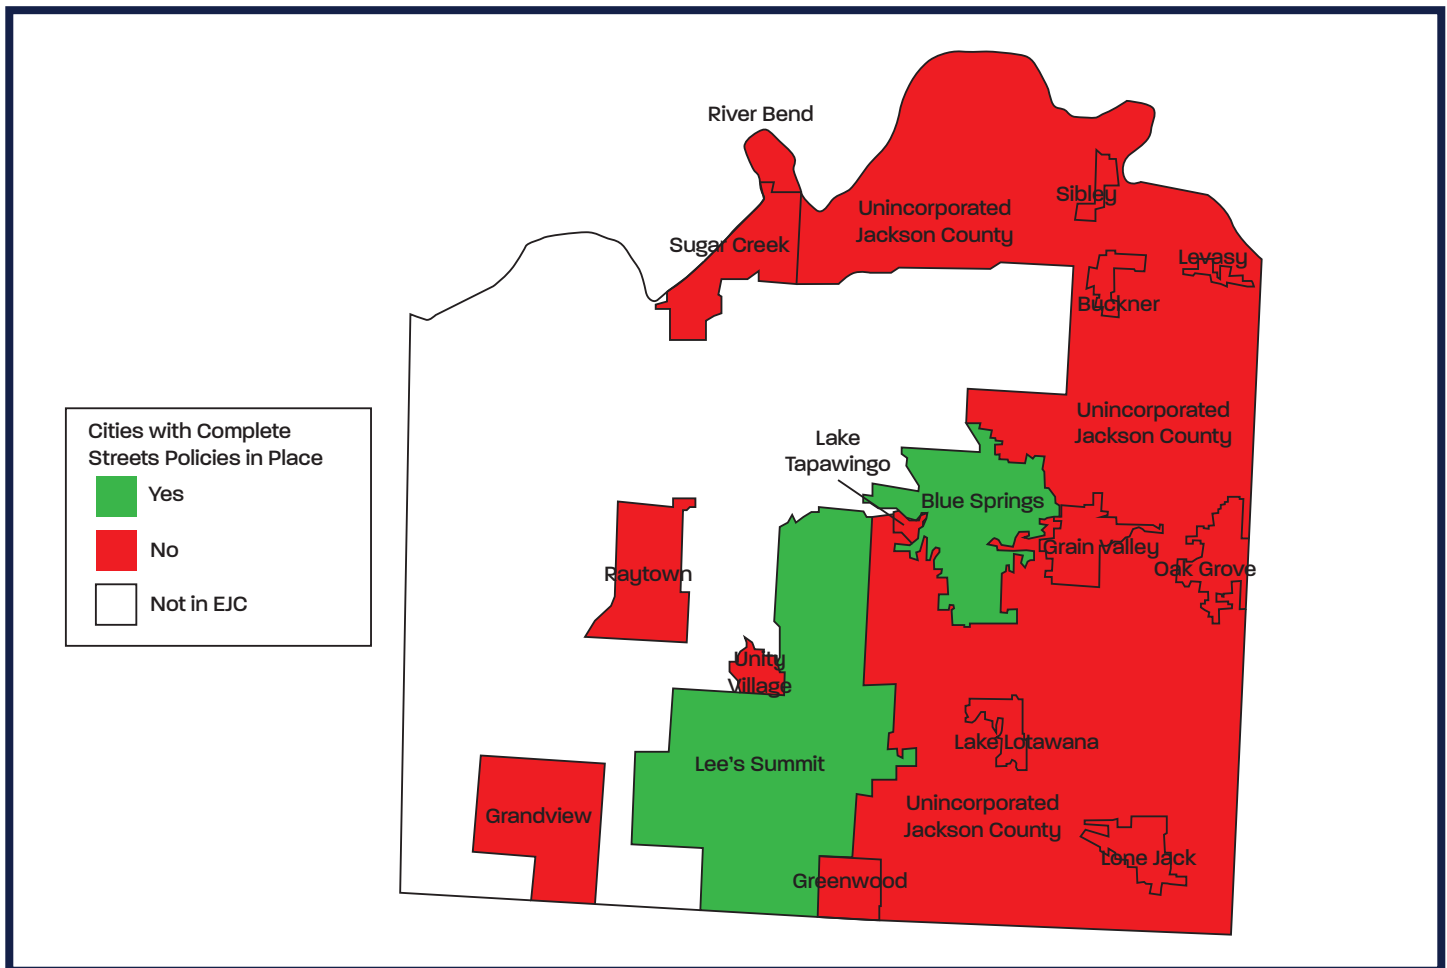 River Bend
Sibley
Unincorporated
Jackson County
Sugar Creek
Levasy
Buckner
Cities with Complete
Streets Policies in Place
Yes
No
Not in EJC
Unincorporated
Jackson County
Lake
Tapawingo
Blue Springs
Grain Valley
Oak Grove
Raytown
Unity
Village
Lake Lotawana
Lee's Summit
Unincorporated
Jackson County
Grandview
Lone Jack
Greenwood